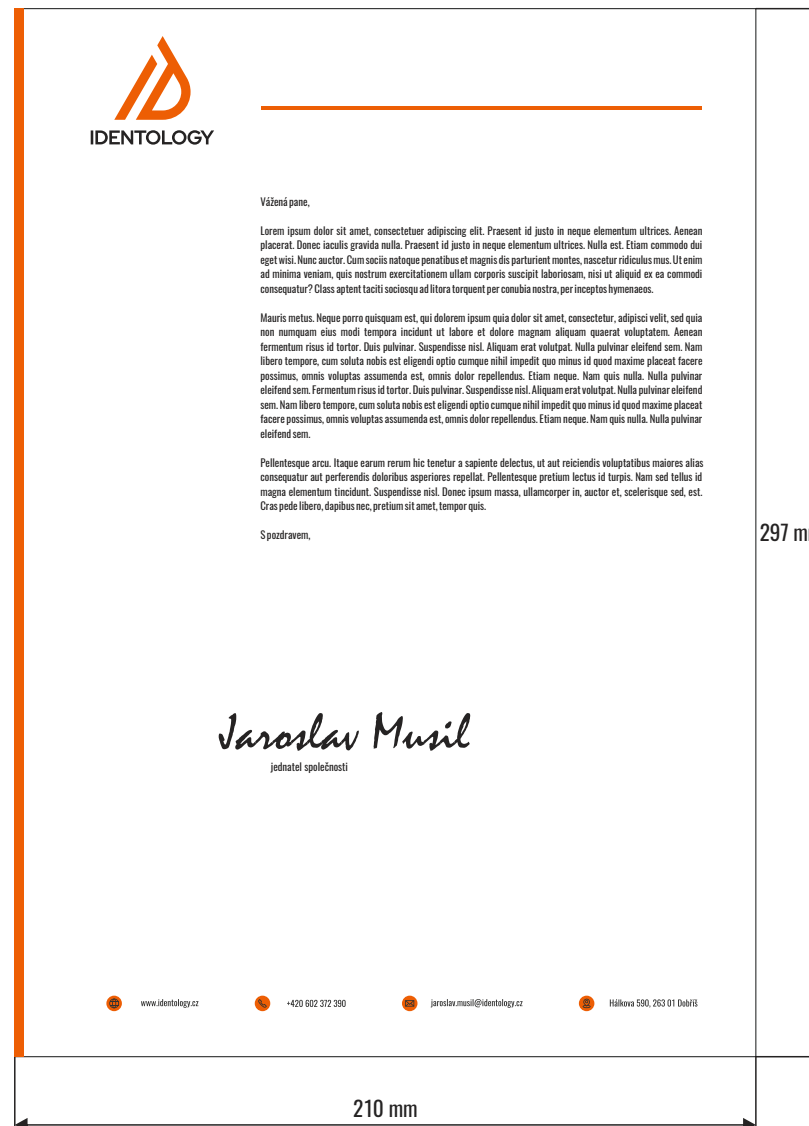 IDENTOLOGY
Vážená pane,
Lorem ipsum dolor sit amet, consectetuer adipiscing elit. Praesent id justo in neque elementum ultrices. Aenean
placerat. Donec iaculis gravida nulla. Praesent id justo in neque elementum ultrices. Nulla est. Etiam commodo dui
eget wisi. Nunc auctor. Cum sociis natoque penatibus et magnis dis parturient montes, nascetur ridiculus mus. Ut enim
ad minima veniam, quis nostrum exercitationem ullam corporis suscipit laboriosam, nisi ut aliquid ex ea commodi
consequatur? Class aptent taciti sociosqu ad litora torquent per conubia nostra, per inceptos hymenaeos.
Mauris metus. Neque porro quisquam est, qui dolorem ipsum quia dolor sit amet, consectetur, adipisci velit, sed quia
non numquam eius modi tempora incidunt ut labore et dolore magnam aliquam quaerat voluptatem. Aenean
fermentum risus id tortor. Duis pulvinar. Suspendisse nisl. Aliquam erat volutpat. Nulla pulvinar eleifend sem. Nam
libero tempore, cum soluta nobis est eligendi optio cumque nihil impedit quo minus id quod maxime placeat facere
possimus, omnis voluptas assumenda est, omnis dolor repellendus. Etiam neque. Nam quis nulla. Nulla pulvinar
eleifend sem. Fermentum risus id tortor. Duis pulvinar. Suspendisse nisl. Aliquam erat volutpat. Nulla pulvinar eleifend
sem. Nam libero tempore, cum soluta nobis est eligendi optio cumque nihil impedit quo minus id quod maxime placeat
facere possimus, omnis voluptas assumenda est, omnis dolor repellendus. Etiam neque. Nam quis nulla. Nulla pulvinar
eleifend sem.
Pellentesque arcu. Itaque earum rerum hic tenetur a sapiente delectus, ut aut reiciendis voluptatibus maiores alias
consequatur aut perferendis doloribus asperiores repellat. Pellentesque pretium lectus id turpis. Nam sed tellus id
magna elementum tincidunt. Suspendisse nisl. Donec ipsum massa, ullamcorper in, auctor et, scelerisque sed, est.
Cras pede libero, dapibus nec, pretium sit amet, tempor quis.
S pozdravem,
297 m
Jaroslav Musil
jednatel společnosti
www.identology.cz
+420 602 372 390
jaroslav.musil@identology.cz
Hálkova 590, 263 01 Dobříš
210 mm